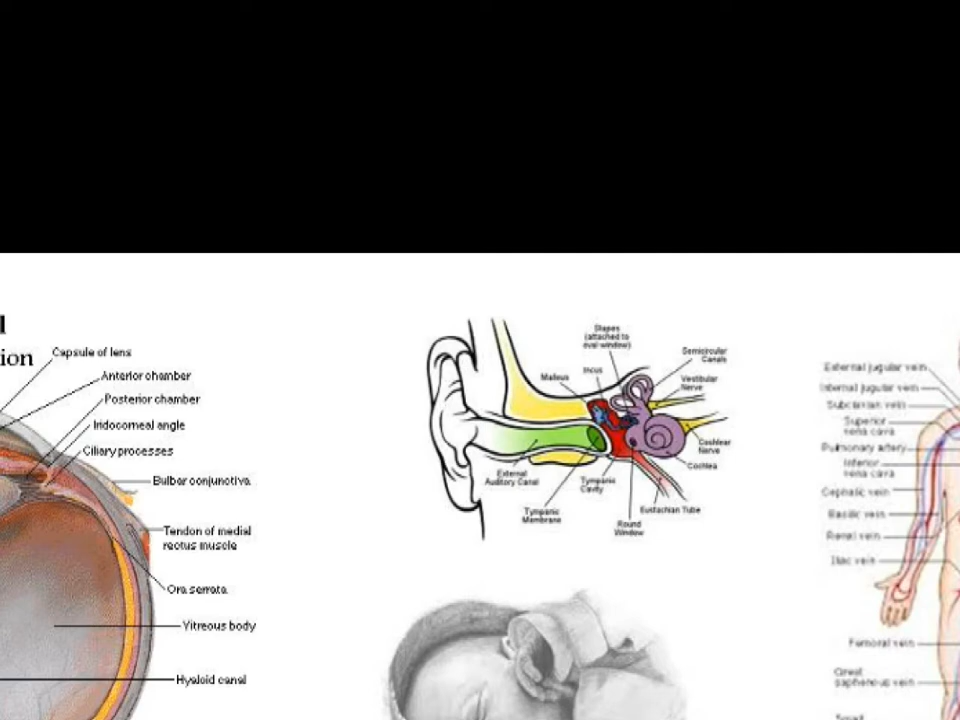 l
ion
Capsule of lens
Anterior chamber
Posterior chamber
Iridocorneal angle
Ciliary processes
Bulbar conjunctiva
Tendon of medial
rectus muscle
Ora serrata
Vitreous body
Hyaloid canal
Stapes
(attached to
oval window)
Semicircular
Canals
Incus
Malleus
Vestibular
Nerve
Cochlear
Nerve
Cochlea
External
Auditory Canal
Tympanic
Cavity
Eustachian Tube
Tympanic
Membrane
Round
Window
External jugular vein
Internal jugular vein
Subclavian vein
Superior
vena cava
Pulmonary artery
Inferior
vena cava
Cephalic vein
Basilic vein
Renal vein
Iliac vein
Femoral vein
Great
saphenous vein
Small